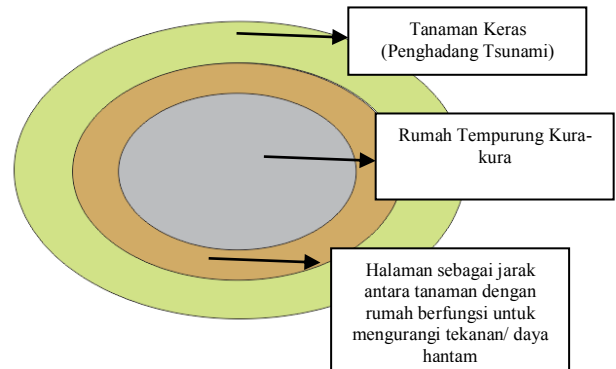 Tanaman Keras
(Penghadang Tsunami)
Rumah Tempurung Kura-
kura
Halaman sebagai jarak
antara tanaman dengan
rumah berfungsi untuk
mengurangi tekanan/ daya
hantam